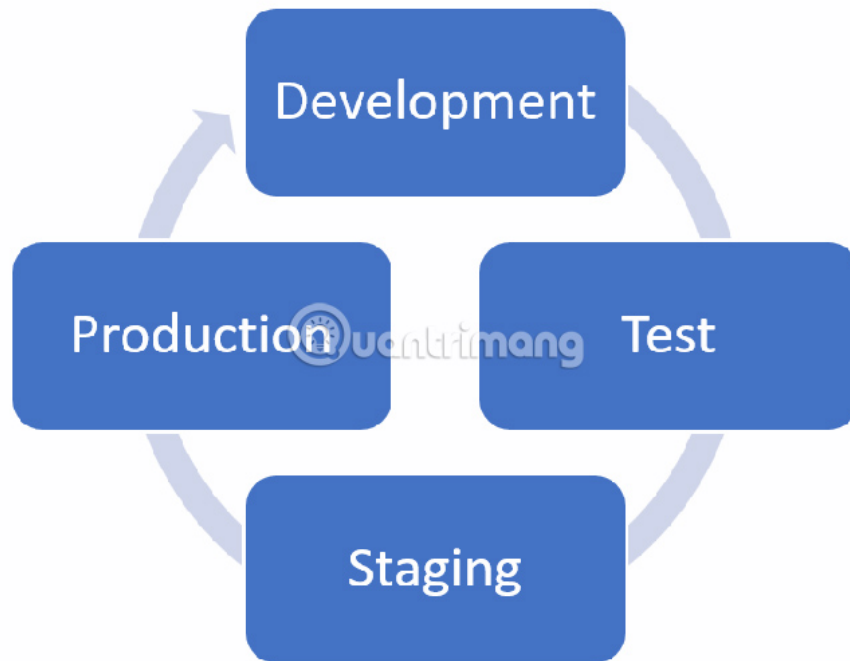 Development
Production
Test
Quantrimang
Staging